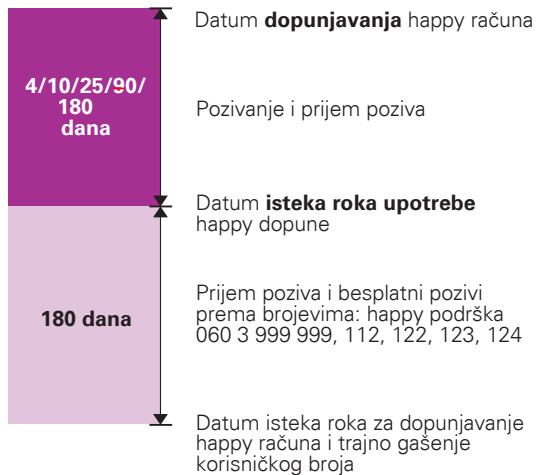 Datum dopunjavanja happy računa
4/10/25/90/
180
dana
Pozivanje i prijem poziva
Datum isteka roka upotrebe
happy dopune
180 dana
Prijem poziva i besplatni pozivi
prema brojevima: happy podrška
060 3 999 999, 112, 122, 123, 124
Datum isteka roka za dopunjavanje
happy računa i trajno gašenje
korisničkog broja